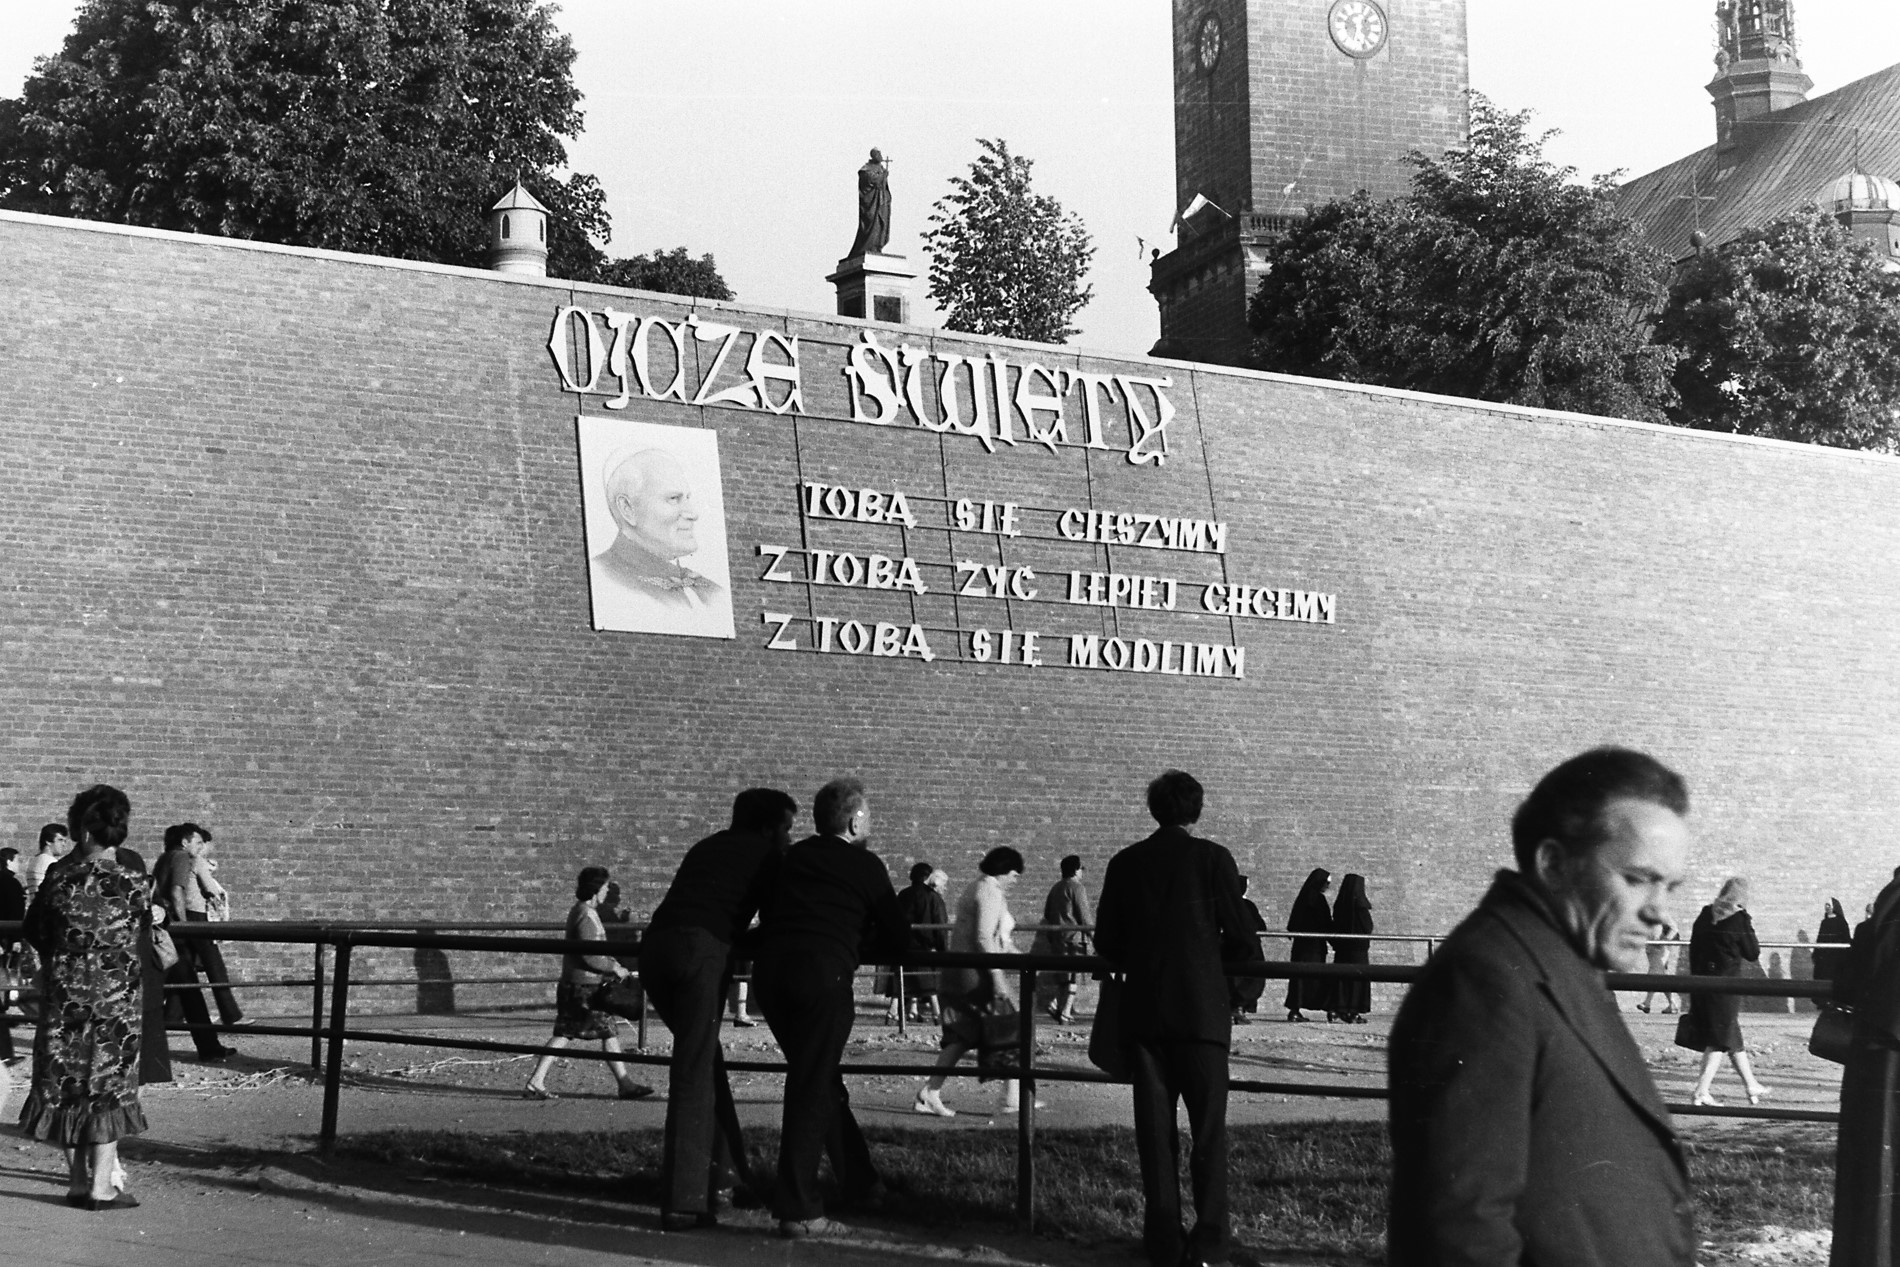 OJCZE ŚWIĘTY
TOBĄ SIĘ CIESZYMY
Z TOBĄ ŻYĆ LEPIEJ CHCEMY
Z TOBĄ SIĘ MODLIMY